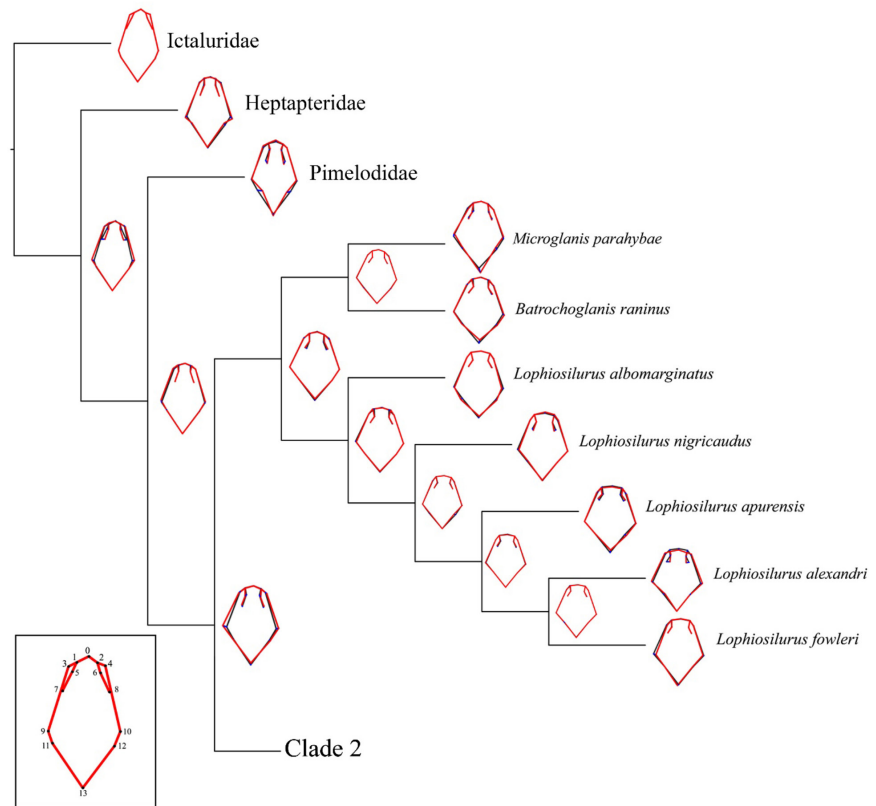 Ictaluridae
Heptapteridae
Pimelodidae
Microglanis parahybae
Batrochoglanis raninus
Lophiosilurus albomarginatus
Lophiosilurus nigricaudus
Lophiosilurus apurensis
Lophiosilurus alexandri
Lophiosilurus fowleri
Clade 2
0
1 2
3 4
5 6
7 8
9 10
11 12
13